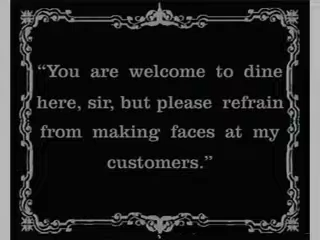 “You are welcome to dine
here, sir, but please refrain
from making faces at my
customers.”